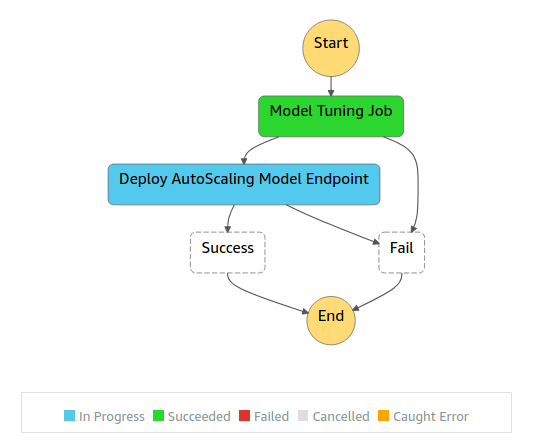 Start
Model Tuning Job
Deploy AutoScaling Model Endpoint
Success
Fail
End
In Progress
Succeeded
Failed
Cancelled
Caught Error